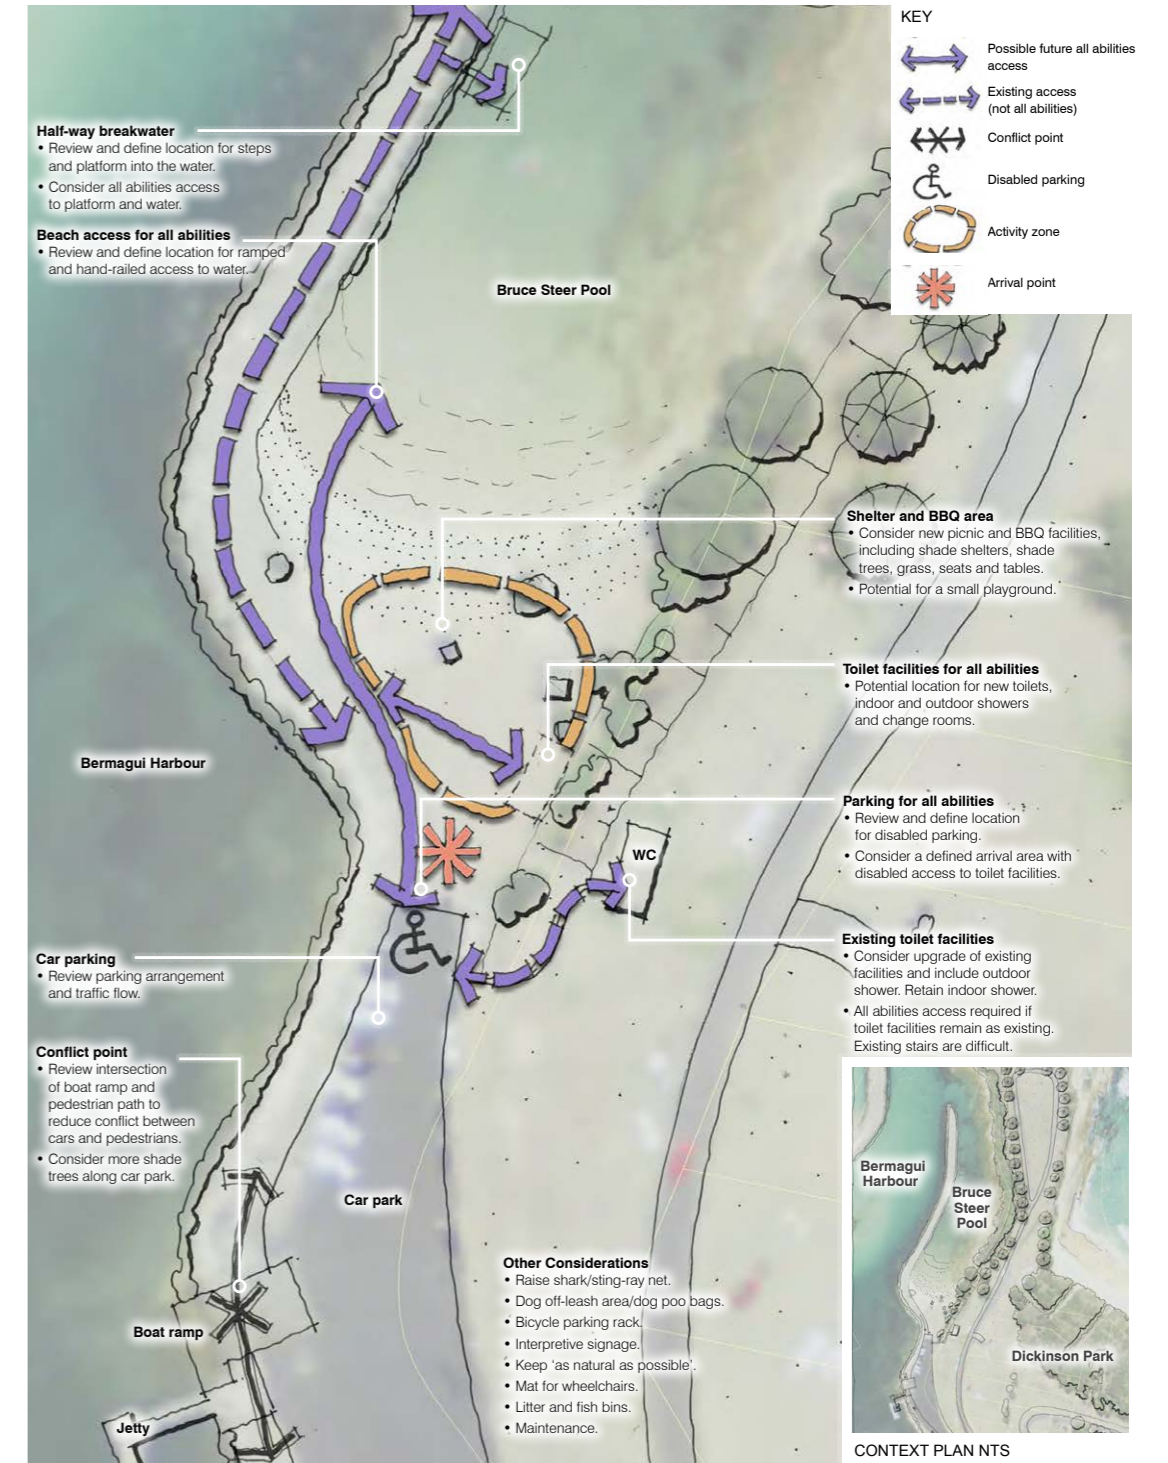 KEY
Possible future all abilities
access
Existing access
(not all abilities)
Conflict point
Disabled parking
Activity zone
Arrival point
Half-way breakwater
• Review and define location for steps
and platform into the water.
• Consider all abilities access
to platform and water.
Beach access for all abilities
• Review and define location for ramped
and hand-railed access to water.
Bruce Steer Pool
Shelter and BBQ area
• Consider new picnic and BBQ facilities,
including shade shelters, shade
trees, grass, seats and tables.
• Potential for a small playground.
Toilet facilities for all abilities
• Potential location for new toilets,
indoor and outdoor showers
and change rooms.
Bermagui Harbour
Parking for all abilities
• Review and define location
for disabled parking.
• Consider a defined arrival area with
disabled access to toilet facilities.
WC
Existing toilet facilities
• Consider upgrade of existing
facilities and include outdoor
shower. Retain indoor shower.
• All abilities access required if
toilet facilities remain as existing.
Existing stairs are difficult.
Car parking
• Review parking arrangement
and traffic flow.
Conflict point
• Review intersection
of boat ramp and
pedestrian path to
reduce conflict between
cars and pedestrians.
• Consider more shade
trees along car park.
Car park
Boat ramp
Jetty
Other Considerations
• Raise shark/sting-ray net.
• Dog off-leash area/dog poo bags.
• Bicycle parking rack.
• Interpretive signage.
• Keep ‘as natural as possible’.
• Mat for wheelchairs.
• Litter and fish bins.
• Maintenance.
Bermagui
Harbour
Bruce
Steer
Pool
Dickinson Park
CONTEXT PLAN NTS